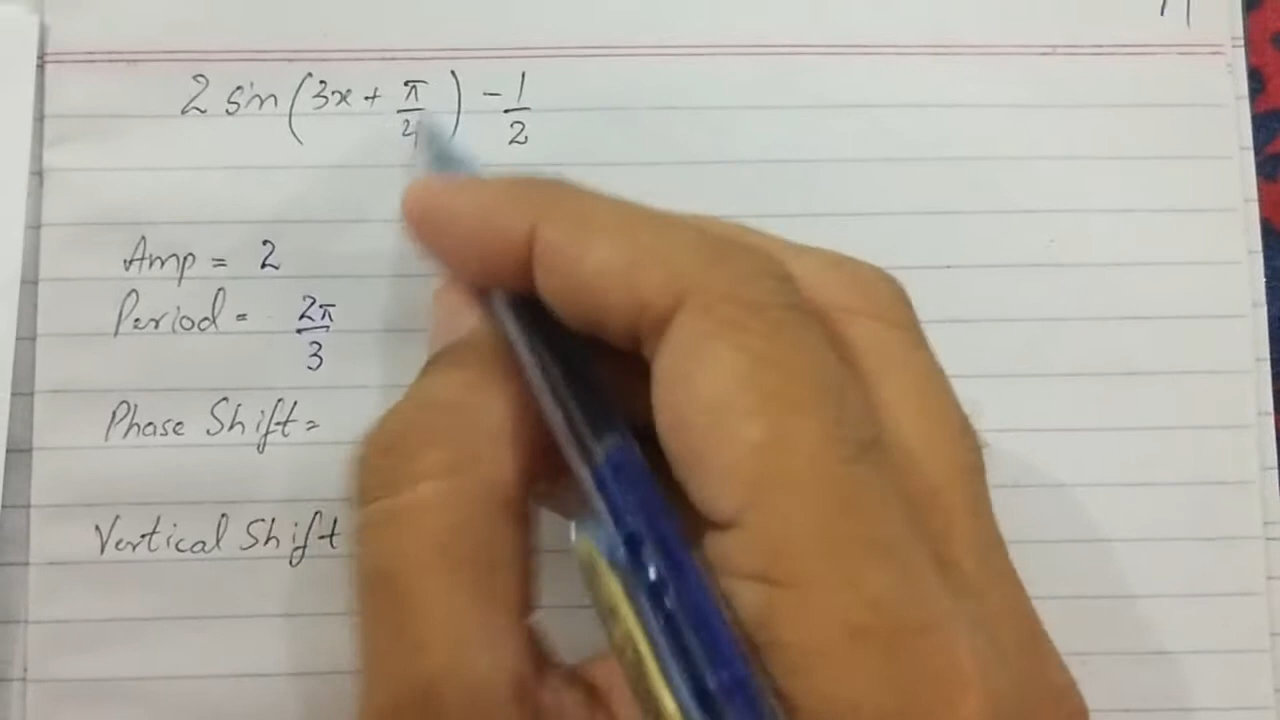 2 sin(3x + π/4) - 1/2
Amp = 2
Period = 2π/3
Phase Shift =
Vertical Shift